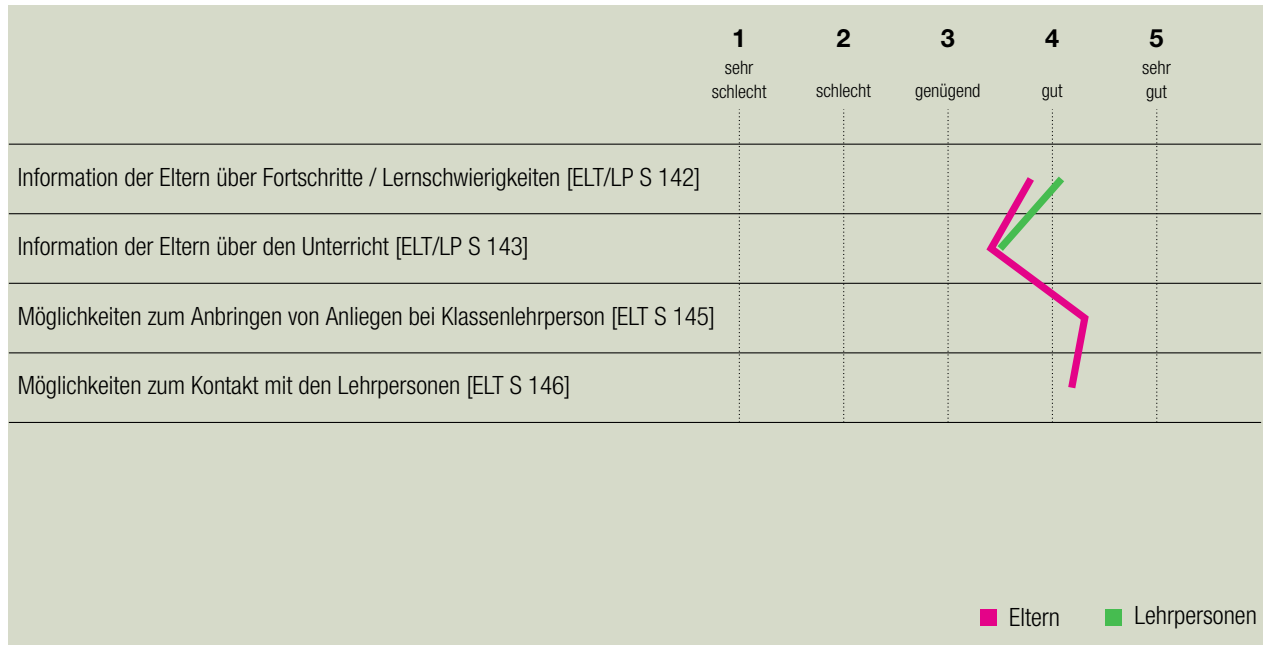 1 2 3 4 5
sehr schlecht schlecht genügend gut sehr gut
Information der Eltern über Fortschritte / Lernschwierigkeiten [ELT/LP S 142]
Information der Eltern über den Unterricht [ELT/LP S 143]
Möglichkeiten zum Anbringen von Anliegen bei Klassenlehrperson [ELT S 145]
Möglichkeiten zum Kontakt mit den Lehrpersonen [ELT S 146]
Eltern Lehrpersonen